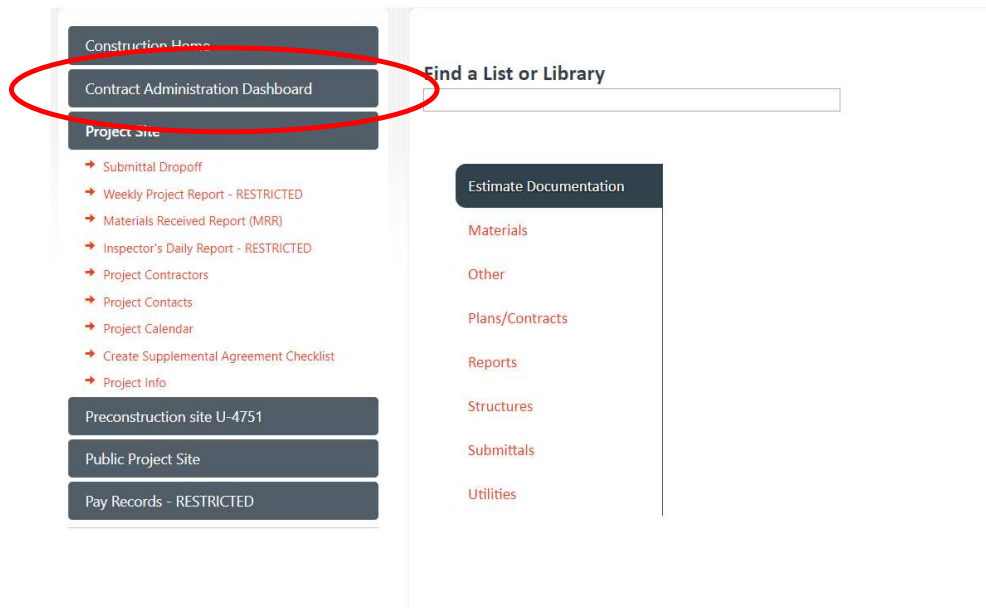 Construction Home
Contract Administration Dashboard
Project Site
Submittal Dropoff
Weekly Project Report - RESTRICTED
Materials Received Report (MRR)
Inspector's Daily Report - RESTRICTED
Project Contractors
Project Contacts
Project Calendar
Create Supplemental Agreement Checklist
Project Info
Preconstruction site U-4751
Public Project Site
Pay Records - RESTRICTED
Find a List or Library
Estimate Documentation
Materials
Other
Plans/Contracts
Reports
Structures
Submittals
Utilities